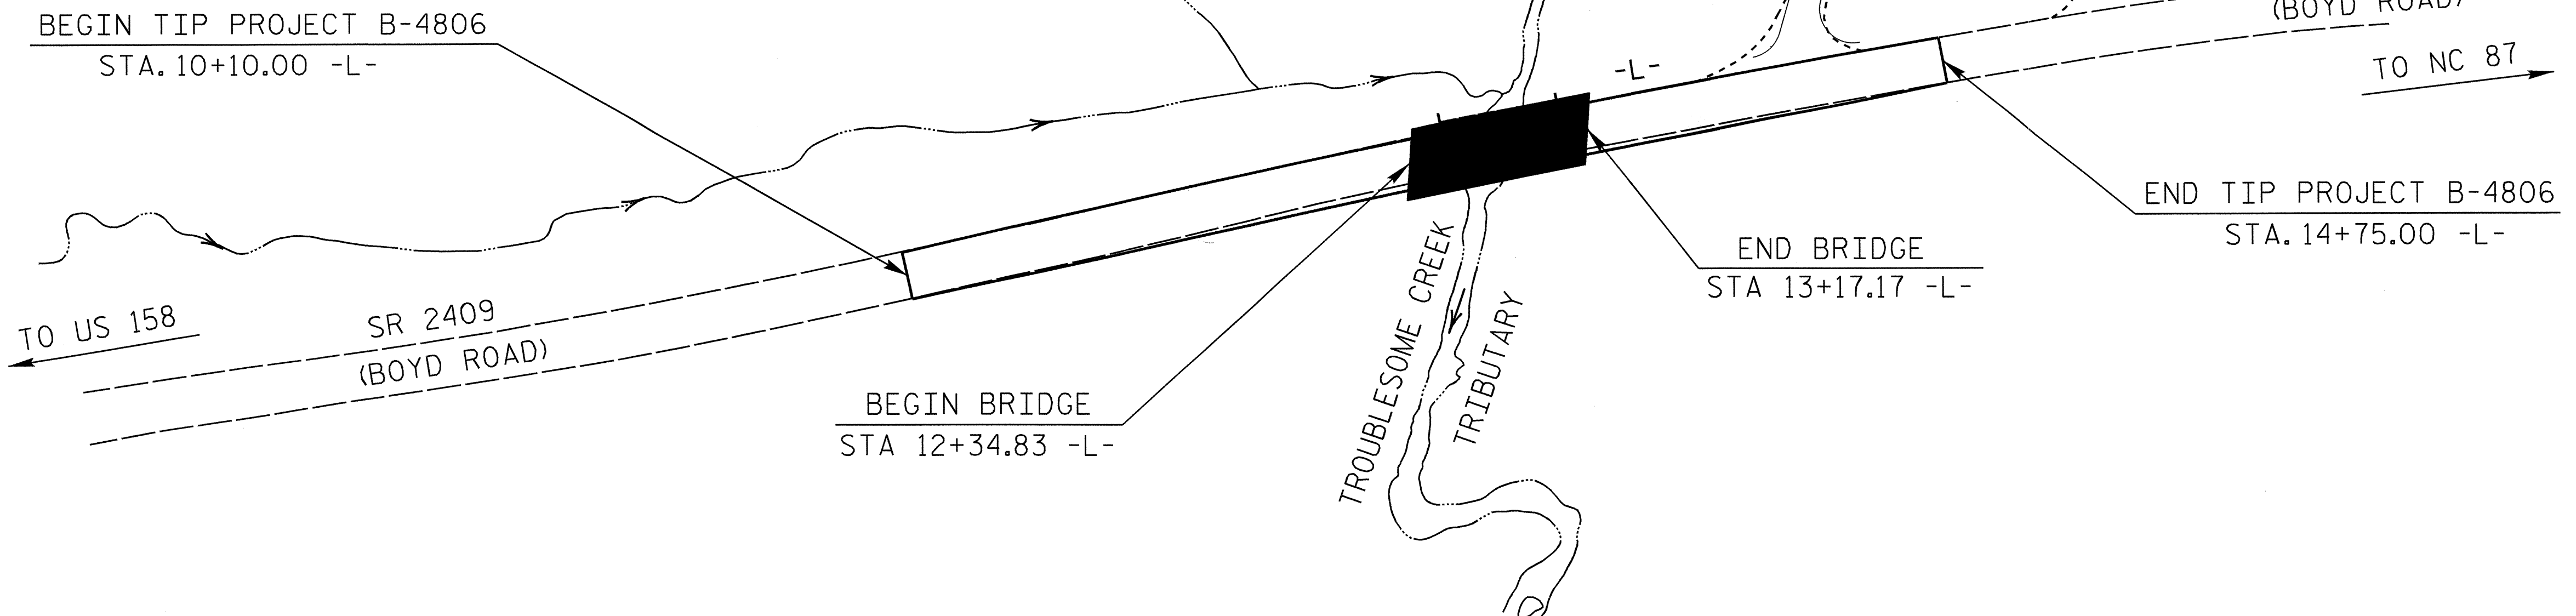 BEGIN TIP PROJECT B-4806
STA. 10+10.00 -L-
(BOYD ROAD)
TO NC 87
-L-
END TIP PROJECT B-4806
STA. 14+75.00 -L-
END BRIDGE
STA 13+17.17 -L-
TO US 158
SR 2409
(BOYD ROAD)
BEGIN BRIDGE
STA 12+34.83 -L-
TROUBLESOME CREEK
TRIBUTARY